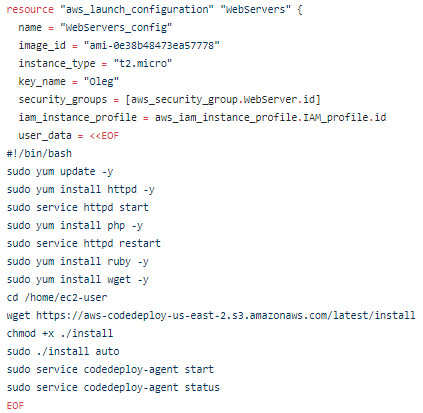 resource "aws_launch_configuration" "WebServers" {
  name = "WebServers_config"
  image_id = "ami-0e38b48473ea57778"
  instance_type = "t2.micro"
  key_name = "Oleg"
  security_groups = [aws_security_group.WebServer.id]
  iam_instance_profile = aws_iam_instance_profile.IAM_profile.id
  user_data = <<EOF
#!/bin/bash
sudo yum update -y
sudo yum install httpd -y
sudo service httpd start
sudo yum install php -y
sudo service httpd restart
sudo yum install ruby -y
sudo yum install wget -y
cd /home/ec2-user
wget https://aws-codedeploy-us-east-2.s3.amazonaws.com/latest/install
chmod +x ./install
sudo ./install auto
sudo service codedeploy-agent start
sudo service codedeploy-agent status
EOF